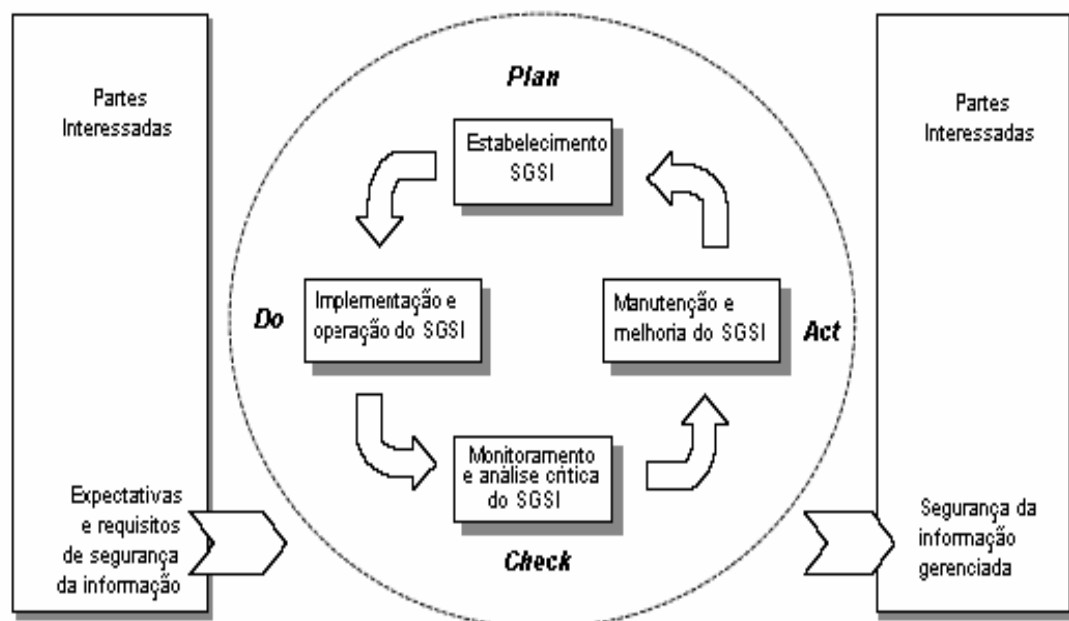 Partes
Interessadas
Expectativas
e requisitos
de segurança
da informação
Plan
Estabelecimento
SGSI
Do
Implementação e
operação do SGSI
Manutenção e
melhoria do SGSI
Act
Monitoramento
e análise crítica
do SGSI
Check
Partes
Interessadas
Segurança da
informação
gerenciada